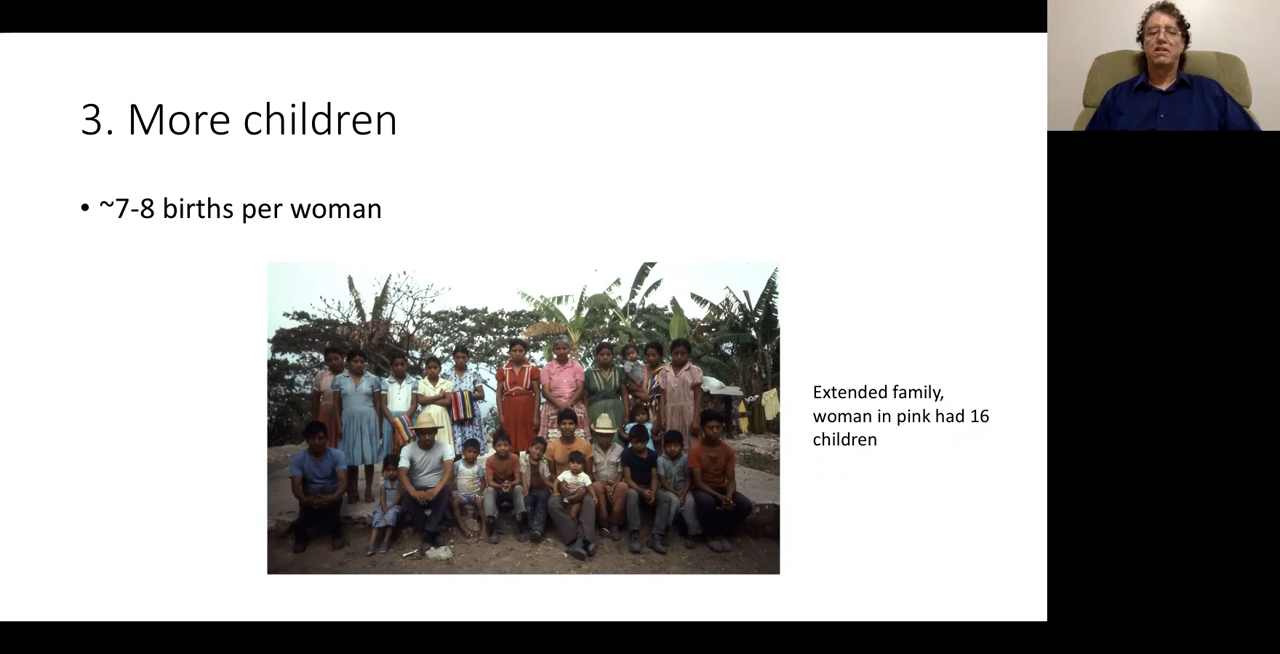 3. More children
• ~7-8 births per woman
Extended family,
woman in pink had 16
children